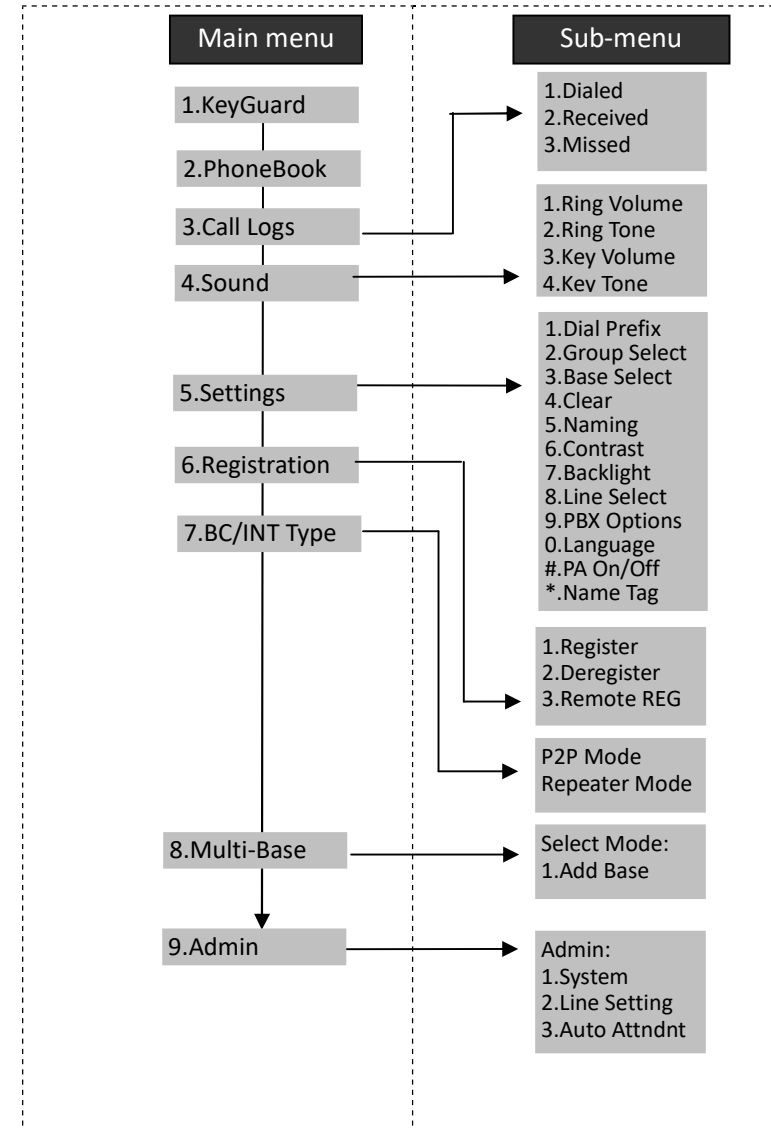 Main menu
1.KeyGuard
2.PhoneBook
3.Call Logs
4.Sound
5.Settings
6.Registration
7.BC/INT Type
8.Multi-Base
9.Admin
Sub-menu
1.Dialed
2.Received
3.Missed
1.Ring Volume
2.Ring Tone
3.Key Volume
4.Key Tone
1.Dial Prefix
2.Group Select
3.Base Select
4.Clear
5.Naming
6.Contrast
7.Backlight
8.Line Select
9.PBX Options
0.Language
#.PA On/Off
*.Name Tag
1.Register
2.Deregister
3.Remote REG
P2P Mode
Repeater Mode
Select Mode:
1.Add Base
Admin:
1.System
2.Line Setting
3.Auto Attndnt